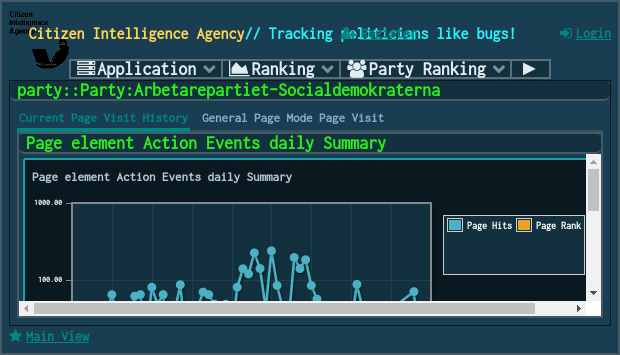 Citizen
Intelligence
Agency
Citizen Intelligence Agency// Tracking politicians like bugs!
Login
Application Ranking Party Ranking
party::Party:Arbetarepartiet-Socialdemokraterna
Current Page Visit History General Page Mode Page Visit
Page element Action Events daily Summary
Page element Action Events daily Summary
1000.00
Page Hits Page Rank
100.00
Main View